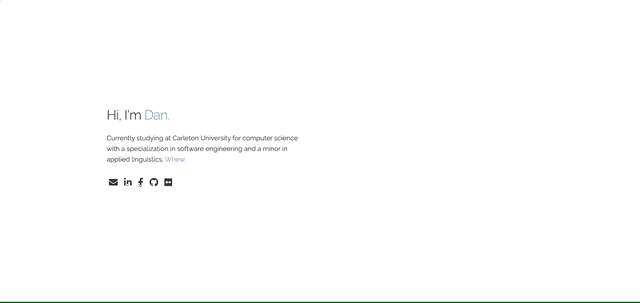 Hi, I'm Dan.
Currently studying at Carleton University for computer science
with a specialization in software engineering and a minor in
applied linguistics. Whew.